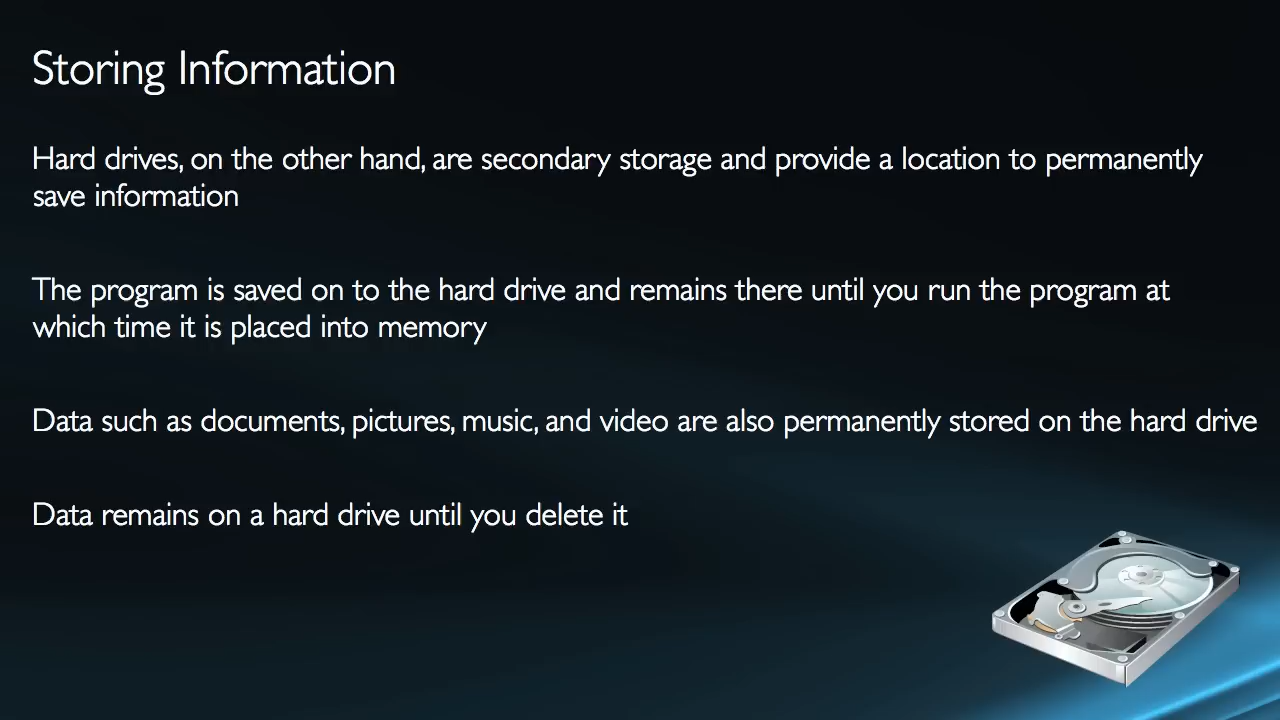 Storing Information
Hard drives, on the other hand, are secondary storage and provide a location to permanently
save information
The program is saved on to the hard drive and remains there until you run the program at
which time it is placed into memory
Data such as documents, pictures, music, and video are also permanently stored on the hard drive
Data remains on a hard drive until you delete it